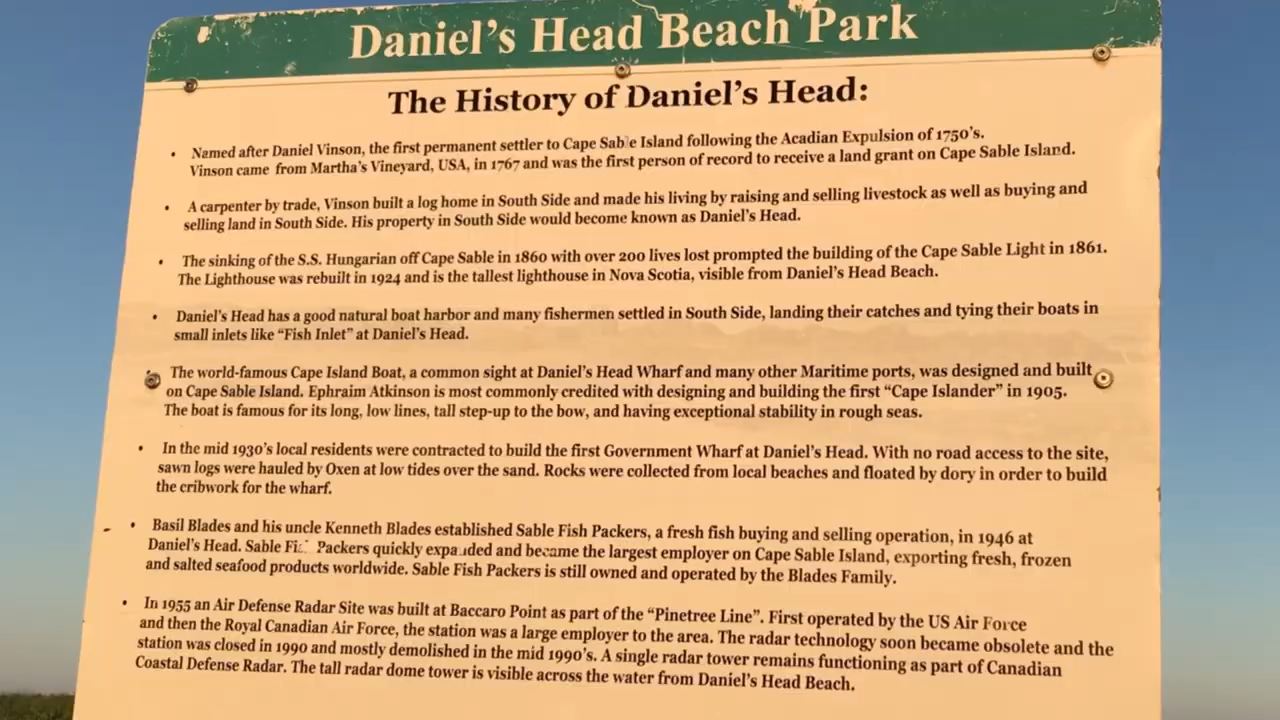 Daniel's Head Beach Park
The History of Daniel's Head:
• Named after Daniel Vinson, the first permanent settler to Cape Sable Island following the Acadian Expulsion of 1750's.
Vinson came from Martha's Vineyard, USA, in 1767 and was the first person of record to receive a land grant on Cape Sable Island.
• A carpenter by trade, Vinson built a log home in South Side and made his living by raising and selling livestock as well as buying and
selling land in South Side. His property in South Side would become known as Daniel's Head.
• The sinking of the S.S. Hungarian off Cape Sable in 1860 with over 200 lives lost prompted the building of the Cape Sable Light in 1861.
The Lighthouse was rebuilt in 1924 and is the tallest lighthouse in Nova Scotia, visible from Daniel's Head Beach.
• Daniel's Head has a good natural boat harbor and many fishermen settled in South Side, landing their catches and tying their boats in
small inlets like "Fish Inlet" at Daniel's Head.
The world-famous Cape Island Boat, a common sight at Daniel's Head Wharf and many other Maritime ports, was designed and built
on Cape Sable Island. Ephraim Atkinson is most commonly credited with designing and building the first "Cape Islander" in 1905.
The boat is famous for its long, low lines, tall step-up to the bow, and having exceptional stability in rough seas.
• In the mid 1930's local residents were contracted to build the first Government Wharf at Daniel's Head. With no road access to the site,
sawn logs were hauled by Oxen at low tides over the sand. Rocks were collected from local beaches and floated by dory in order to build
the cribwork for the wharf.
• Basil Blades and his uncle Kenneth Blades established Sable Fish Packers, a fresh fish buying and selling operation, in 1946 at
Daniel's Head. Sable Fish Packers quickly expanded and became the largest employer on Cape Sable Island, exporting fresh, frozen
and salted seafood products worldwide. Sable Fish Packers is still owned and operated by the Blades Family.
• In 1955 an Air Defense Radar Site was built at Baccaro Point as part of the "Pinetree Line". First operated by the US Air Force
and then the Royal Canadian Air Force, the station was a large employer to the area. The radar technology soon became obsolete and the
station was closed in 1990 and mostly demolished in the mid 1990's. A single radar tower remains functioning as part of Canadian
Coastal Defense Radar. The tall radar dome tower is visible across the water from Daniel's Head Beach.